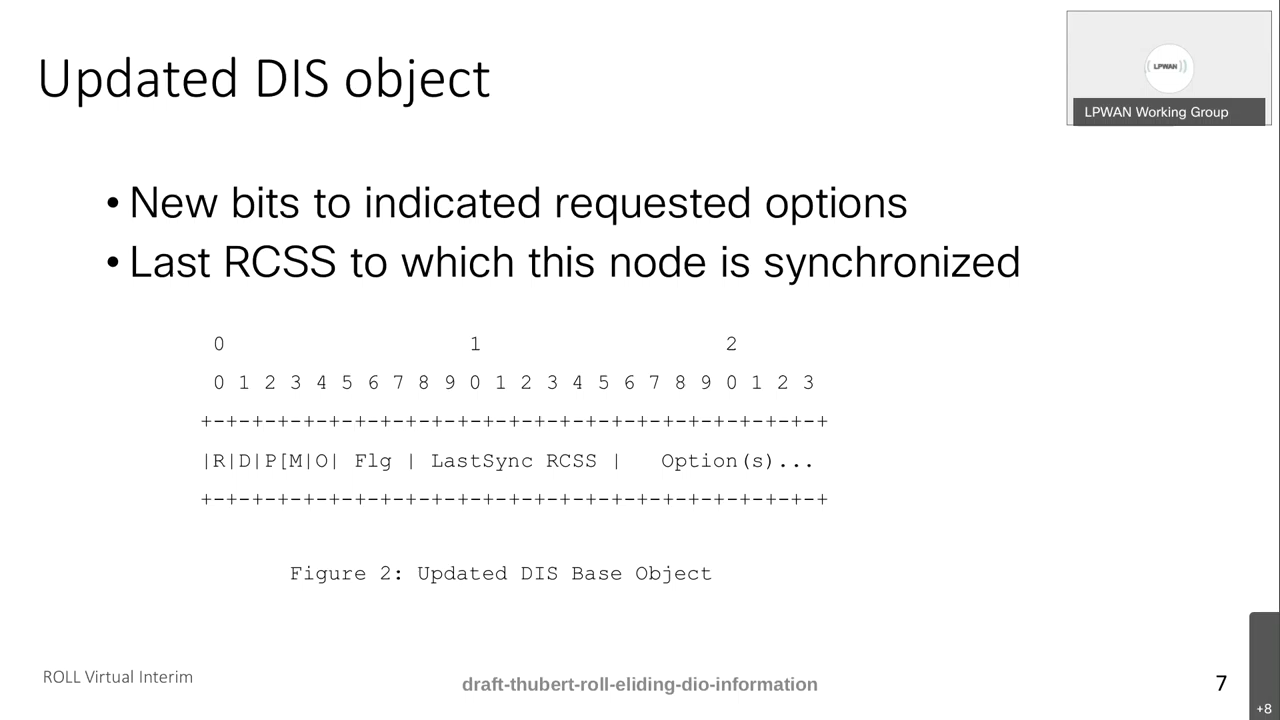 Updated DIS object
LPWAN
LPWAN Working Group
• New bits to indicated requested options
• Last RCSS to which this node is synchronized
0                   1                   2
0 1 2 3 4 5 6 7 8 9 0 1 2 3 4 5 6 7 8 9 0 1 2 3
+-+-+-+-+-+-+-+-+-+-+-+-+-+-+-+-+-+-+-+-+-+-+-+-+
|R|D|P[M|O| Flg | LastSync RCSS |   Option(s)...
+-+-+-+-+-+-+-+-+-+-+-+-+-+-+-+-+-+-+-+-+-+-+-+-+
Figure 2: Updated DIS Base Object
ROLL Virtual Interim
draft-thubert-roll-eliding-dio-information
7
+8